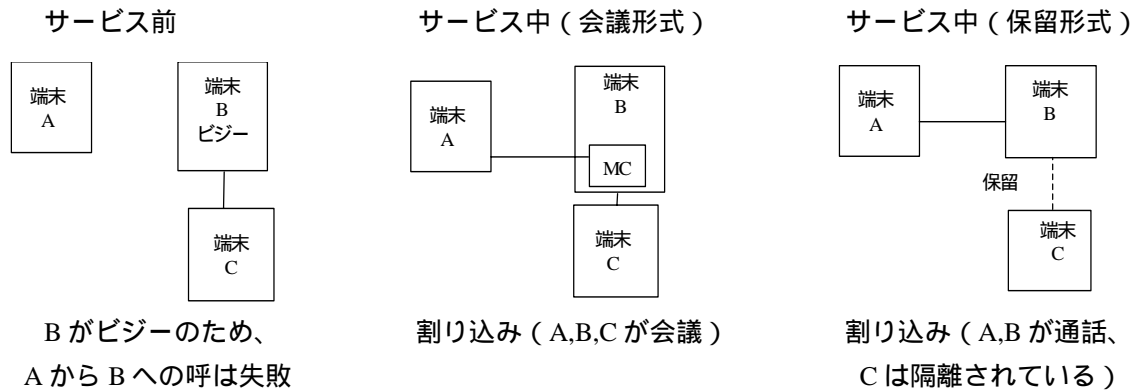 サービス前
端末
A
端末
B
ビジー
端末
C
B がビジーのため、
A から B への呼は失敗
サービス中（会議形式）
端末
A
端末
B
MC
端末
C
割り込み（A,B,C が会議）
サービス中（保留形式）
端末
A
端末
B
保留
端末
C
割り込み（A,B が通話、
C は隔離されている）